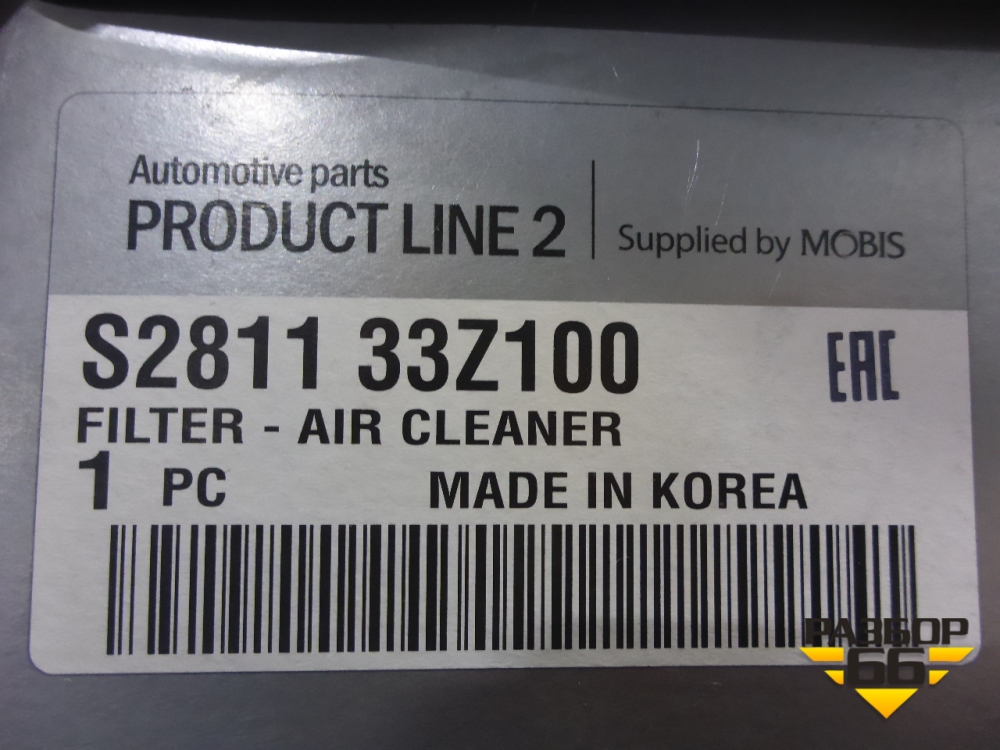 Automotive parts
PRODUCT LINE 2
Supplied by MOBIS
S2811 33Z100
EAC
FILTER - AIR CLEANER
1 PC MADE IN KOREA
РАЗБОР
66